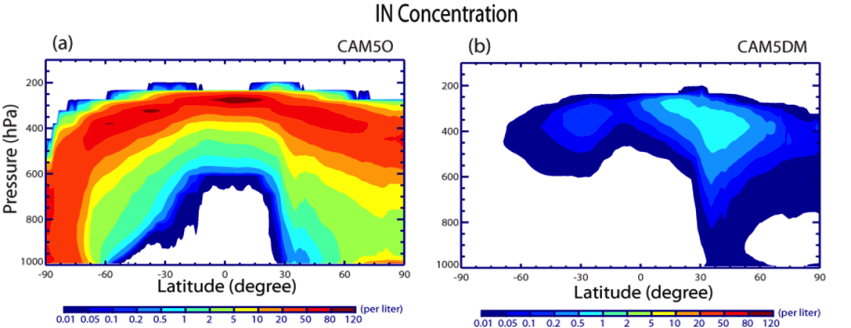 IN Concentration
(a) CAM5O
(b) CAM5DM
Pressure (hPa)
200
400
600
800
1000
-90 -60 -30 0 30 60 90
Latitude (degree)
(per liter)
0.01 0.05 0.1 0.2 0.5 1 2 5 10 20 50 80 120
200
400
600
800
1000
-90 -60 -30 0 30 60 90
Latitude (degree)
(per liter)
0.01 0.05 0.1 0.2 0.5 1 2 5 10 20 50 80 120